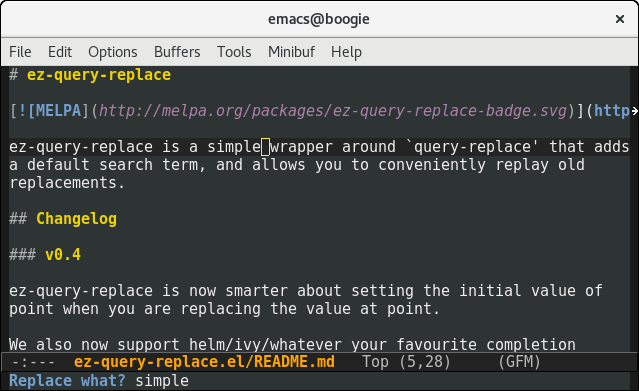 emacs@boogie
File Edit Options Buffers Tools Minibuf Help
# ez-query-replace
[![MELPA](http://melpa.org/packages/ez-query-replace-badge.svg)](http
ez-query-replace is a simple wrapper around `query-replace' that adds
a default search term, and allows you to conveniently replay old
replacements.
## Changelog
### v0.4
ez-query-replace is now smarter about setting the initial value of
point when you are replacing the value at point.
We also now support helm/ivy/whatever your favourite completion
-:--- ez-query-replace.el/README.md Top (5,28) (GFM)
Replace what? simple